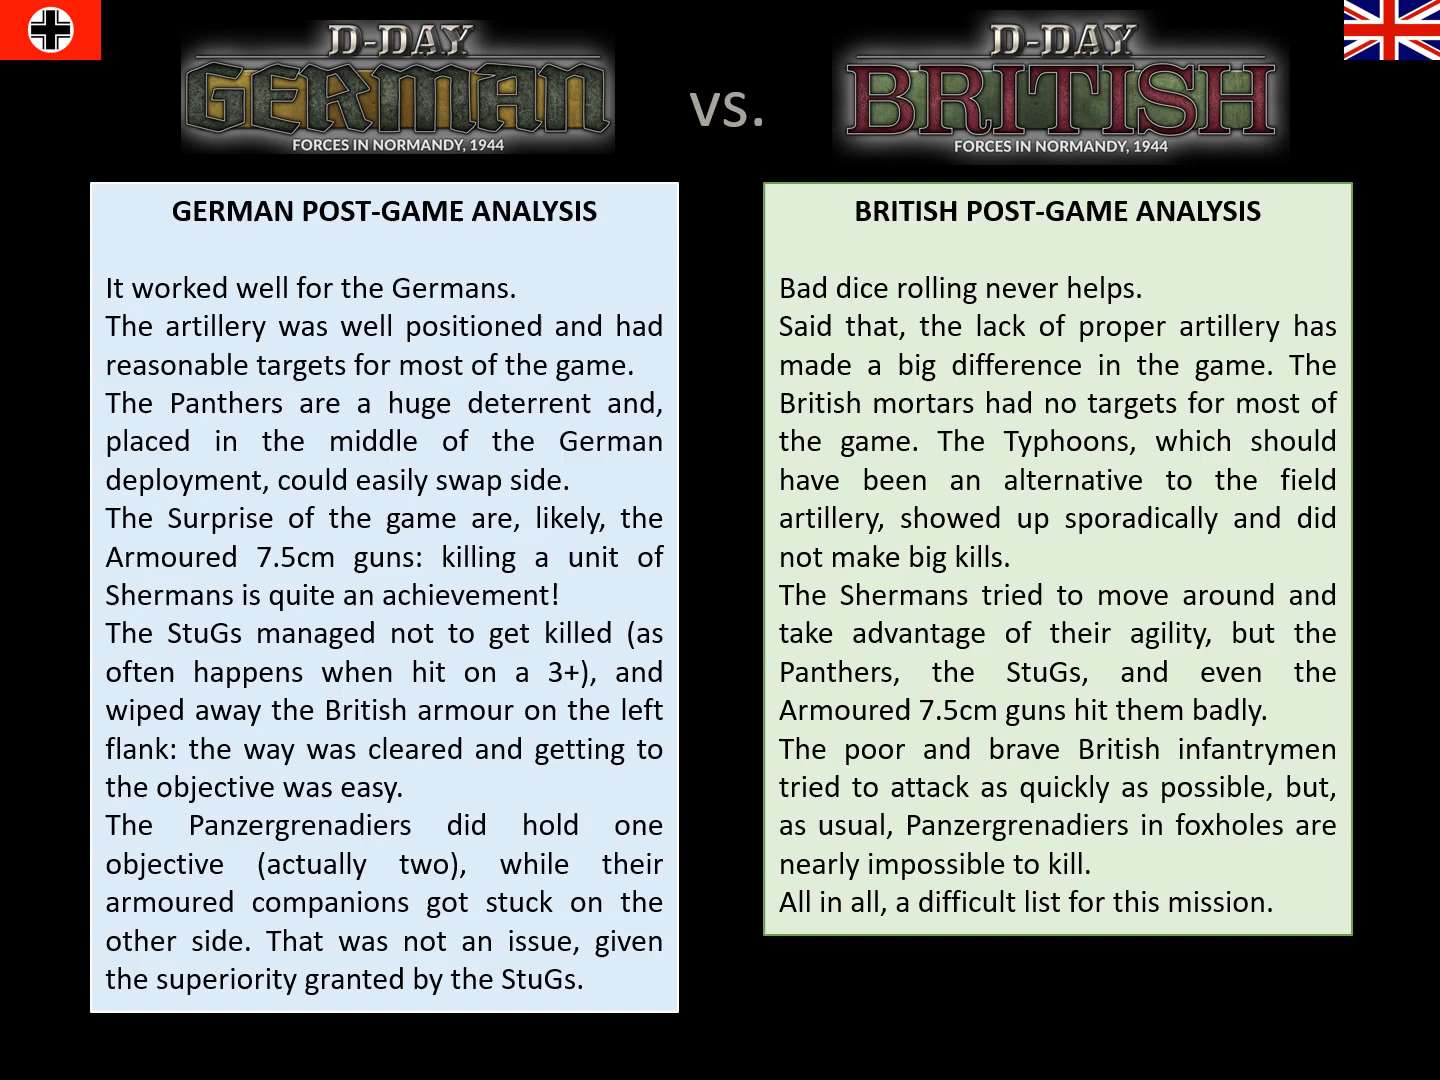 D-DAY
GERMAN
FORCES IN NORMANDY, 1944
vs.
D-DAY
BRITISH
FORCES IN NORMANDY, 1944
GERMAN POST-GAME ANALYSIS
It worked well for the Germans.
The artillery was well positioned and had
reasonable targets for most of the game.
The Panthers are a huge deterrent and,
placed in the middle of the German
deployment, could easily swap side.
The Surprise of the game are, likely, the
Armoured 7.5cm guns: killing a unit of
Shermans is quite an achievement!
The StuGs managed not to get killed (as
often happens when hit on a 3+), and
wiped away the British armour on the left
flank: the way was cleared and getting to
the objective was easy.
The Panzergrenadiers did hold one
objective (actually two), while their
armoured companions got stuck on the
other side. That was not an issue, given
the superiority granted by the StuGs.
BRITISH POST-GAME ANALYSIS
Bad dice rolling never helps.
Said that, the lack of proper artillery has
made a big difference in the game. The
British mortars had no targets for most of
the game. The Typhoons, which should
have been an alternative to the field
artillery, showed up sporadically and did
not make big kills.
The Shermans tried to move around and
take advantage of their agility, but the
Panthers, the StuGs, and even the
Armoured 7.5cm guns hit them badly.
The poor and brave British infantrymen
tried to attack as quickly as possible, but,
as usual, Panzergrenadiers in foxholes are
nearly impossible to kill.
All in all, a difficult list for this mission.